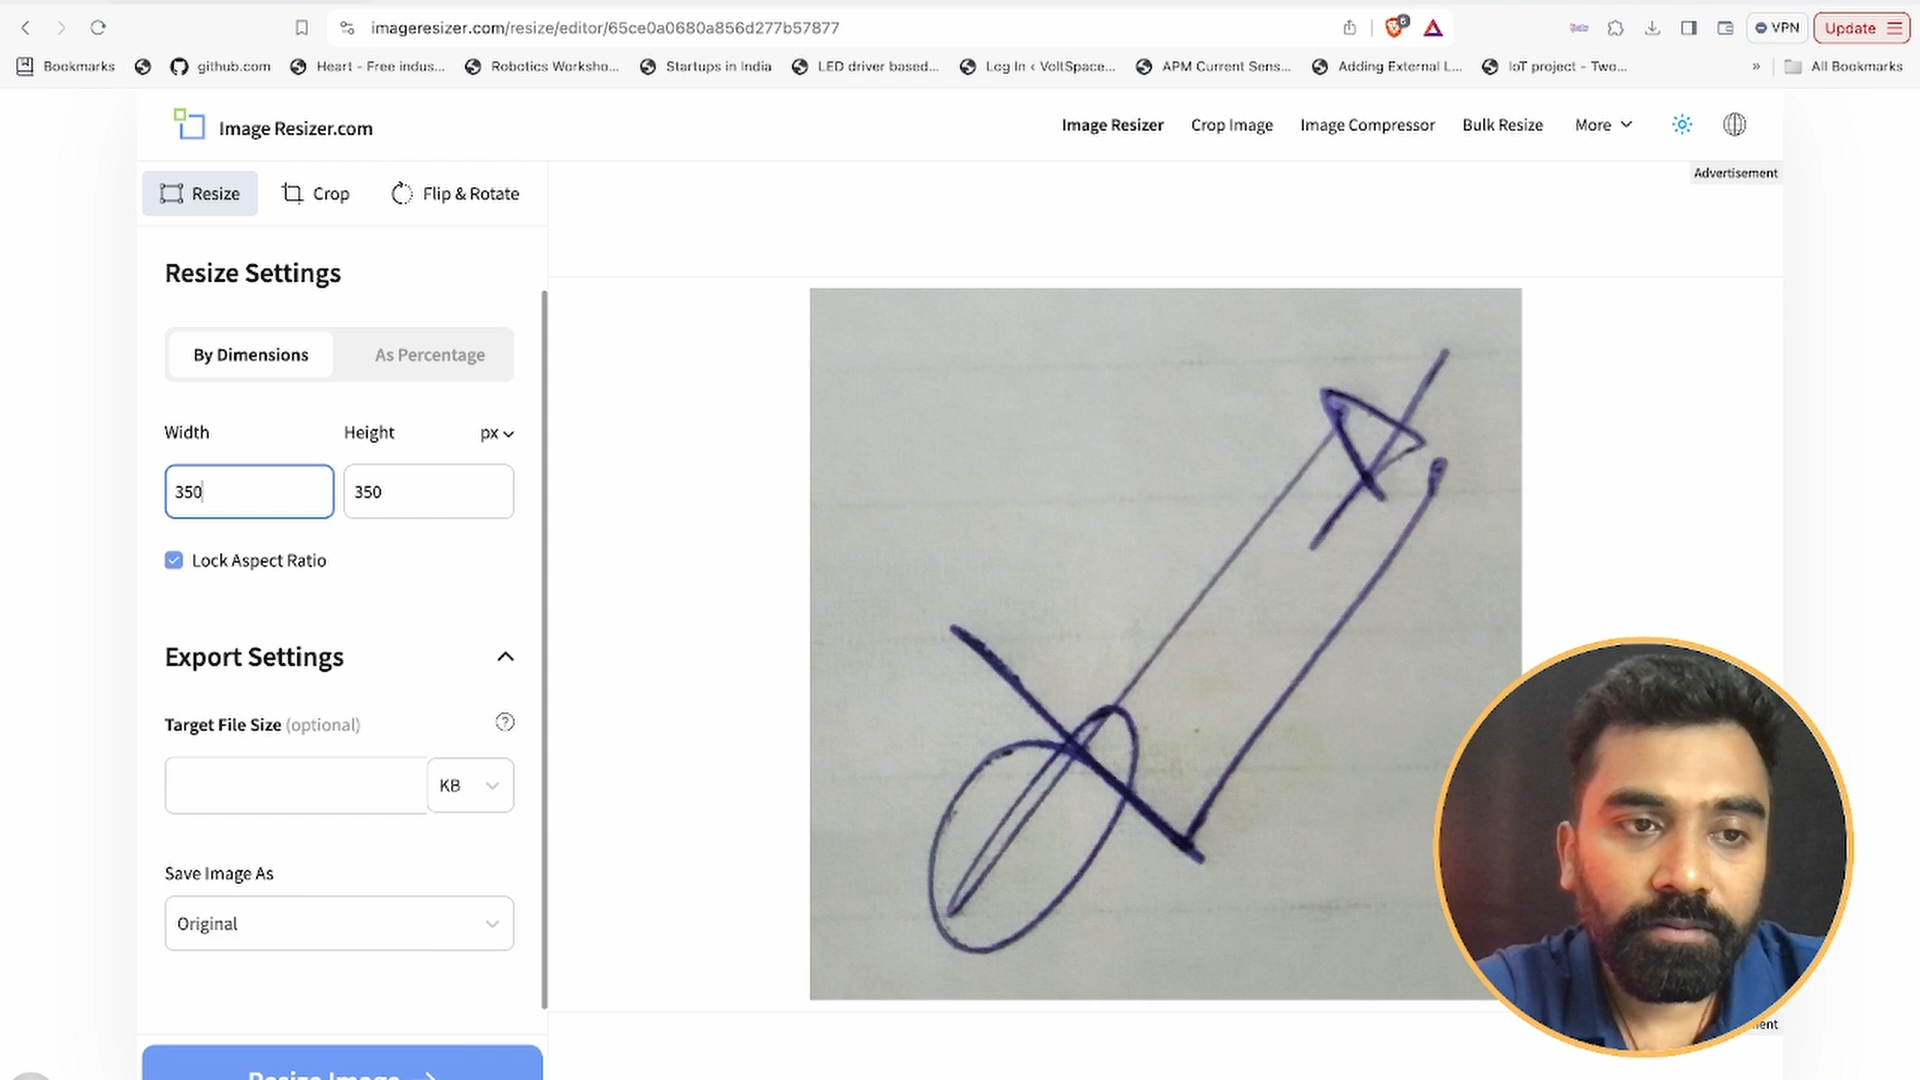 imageresizer.com/resize/editor/65ce0a0680a856d277b57877
6
VPN
Update
Bookmarks
github.com
Heart - Free indus...
Robotics Worksho...
Startups in India
LED driver based...
Log In ‹ VoltSpace...
APM Current Sens...
Adding External L...
IoT project - Two...
»
All Bookmarks
Image Resizer.com
Image Resizer
Crop Image
Image Compressor
Bulk Resize
More
Resize
Crop
Flip & Rotate
Advertisement
Resize Settings
By Dimensions
As Percentage
Width
Height
px
350
350
Lock Aspect Ratio
Export Settings
Target File Size (optional)
?
KB
Save Image As
Original
Resize Image →